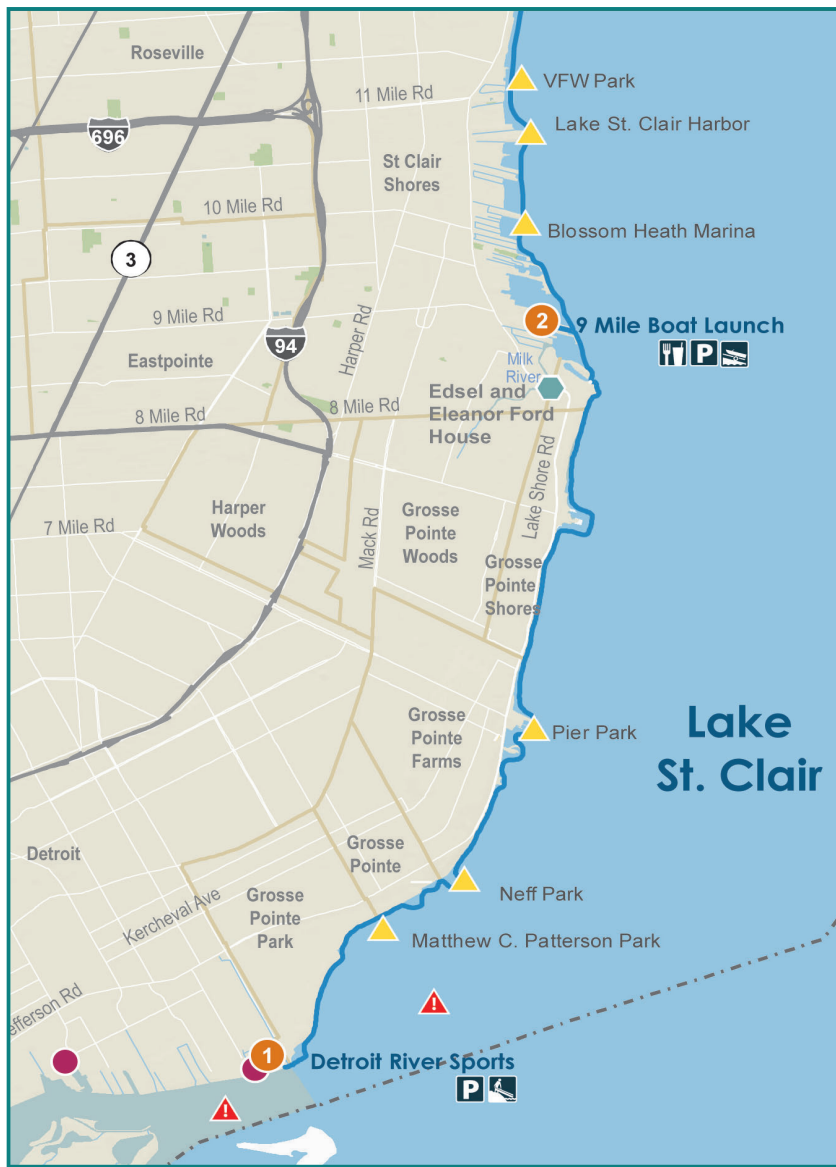 Roseville
VFW Park
11 Mile Rd
696
Lake St. Clair Harbor
St Clair
Shores
10 Mile Rd
Blossom Heath Marina
3
9 Mile Rd
Harper Rd
2
9 Mile Boat Launch
P
94
Eastpointe
Milk
River
Edsel and
Eleanor Ford
House
8 Mile Rd
8 Mile Rd
Lake Shore Rd
Harper
Woods
7 Mile Rd
Mack Rd
Grosse
Pointe
Woods
Grosse
Pointe
Shores
Grosse
Pointe
Farms
Pier Park
Lake
St. Clair
Detroit
Grosse
Pointe
Kercheval Ave
Grosse
Pointe
Park
Neff Park
Matthew C. Patterson Park
!
efferson Rd
1
Detroit River Sports
P
!